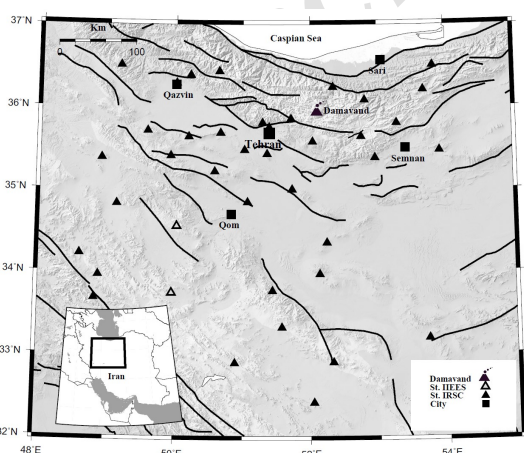 37°N
Km
0 100
Caspian Sea
Sari
Qazvin
36°N
Damavand
Tehran
Semnan
35°N
Qom
34°N
33°N
Iran
Damavand
St. IIEES
St. IRSC
City
32°N
48°E
54°E